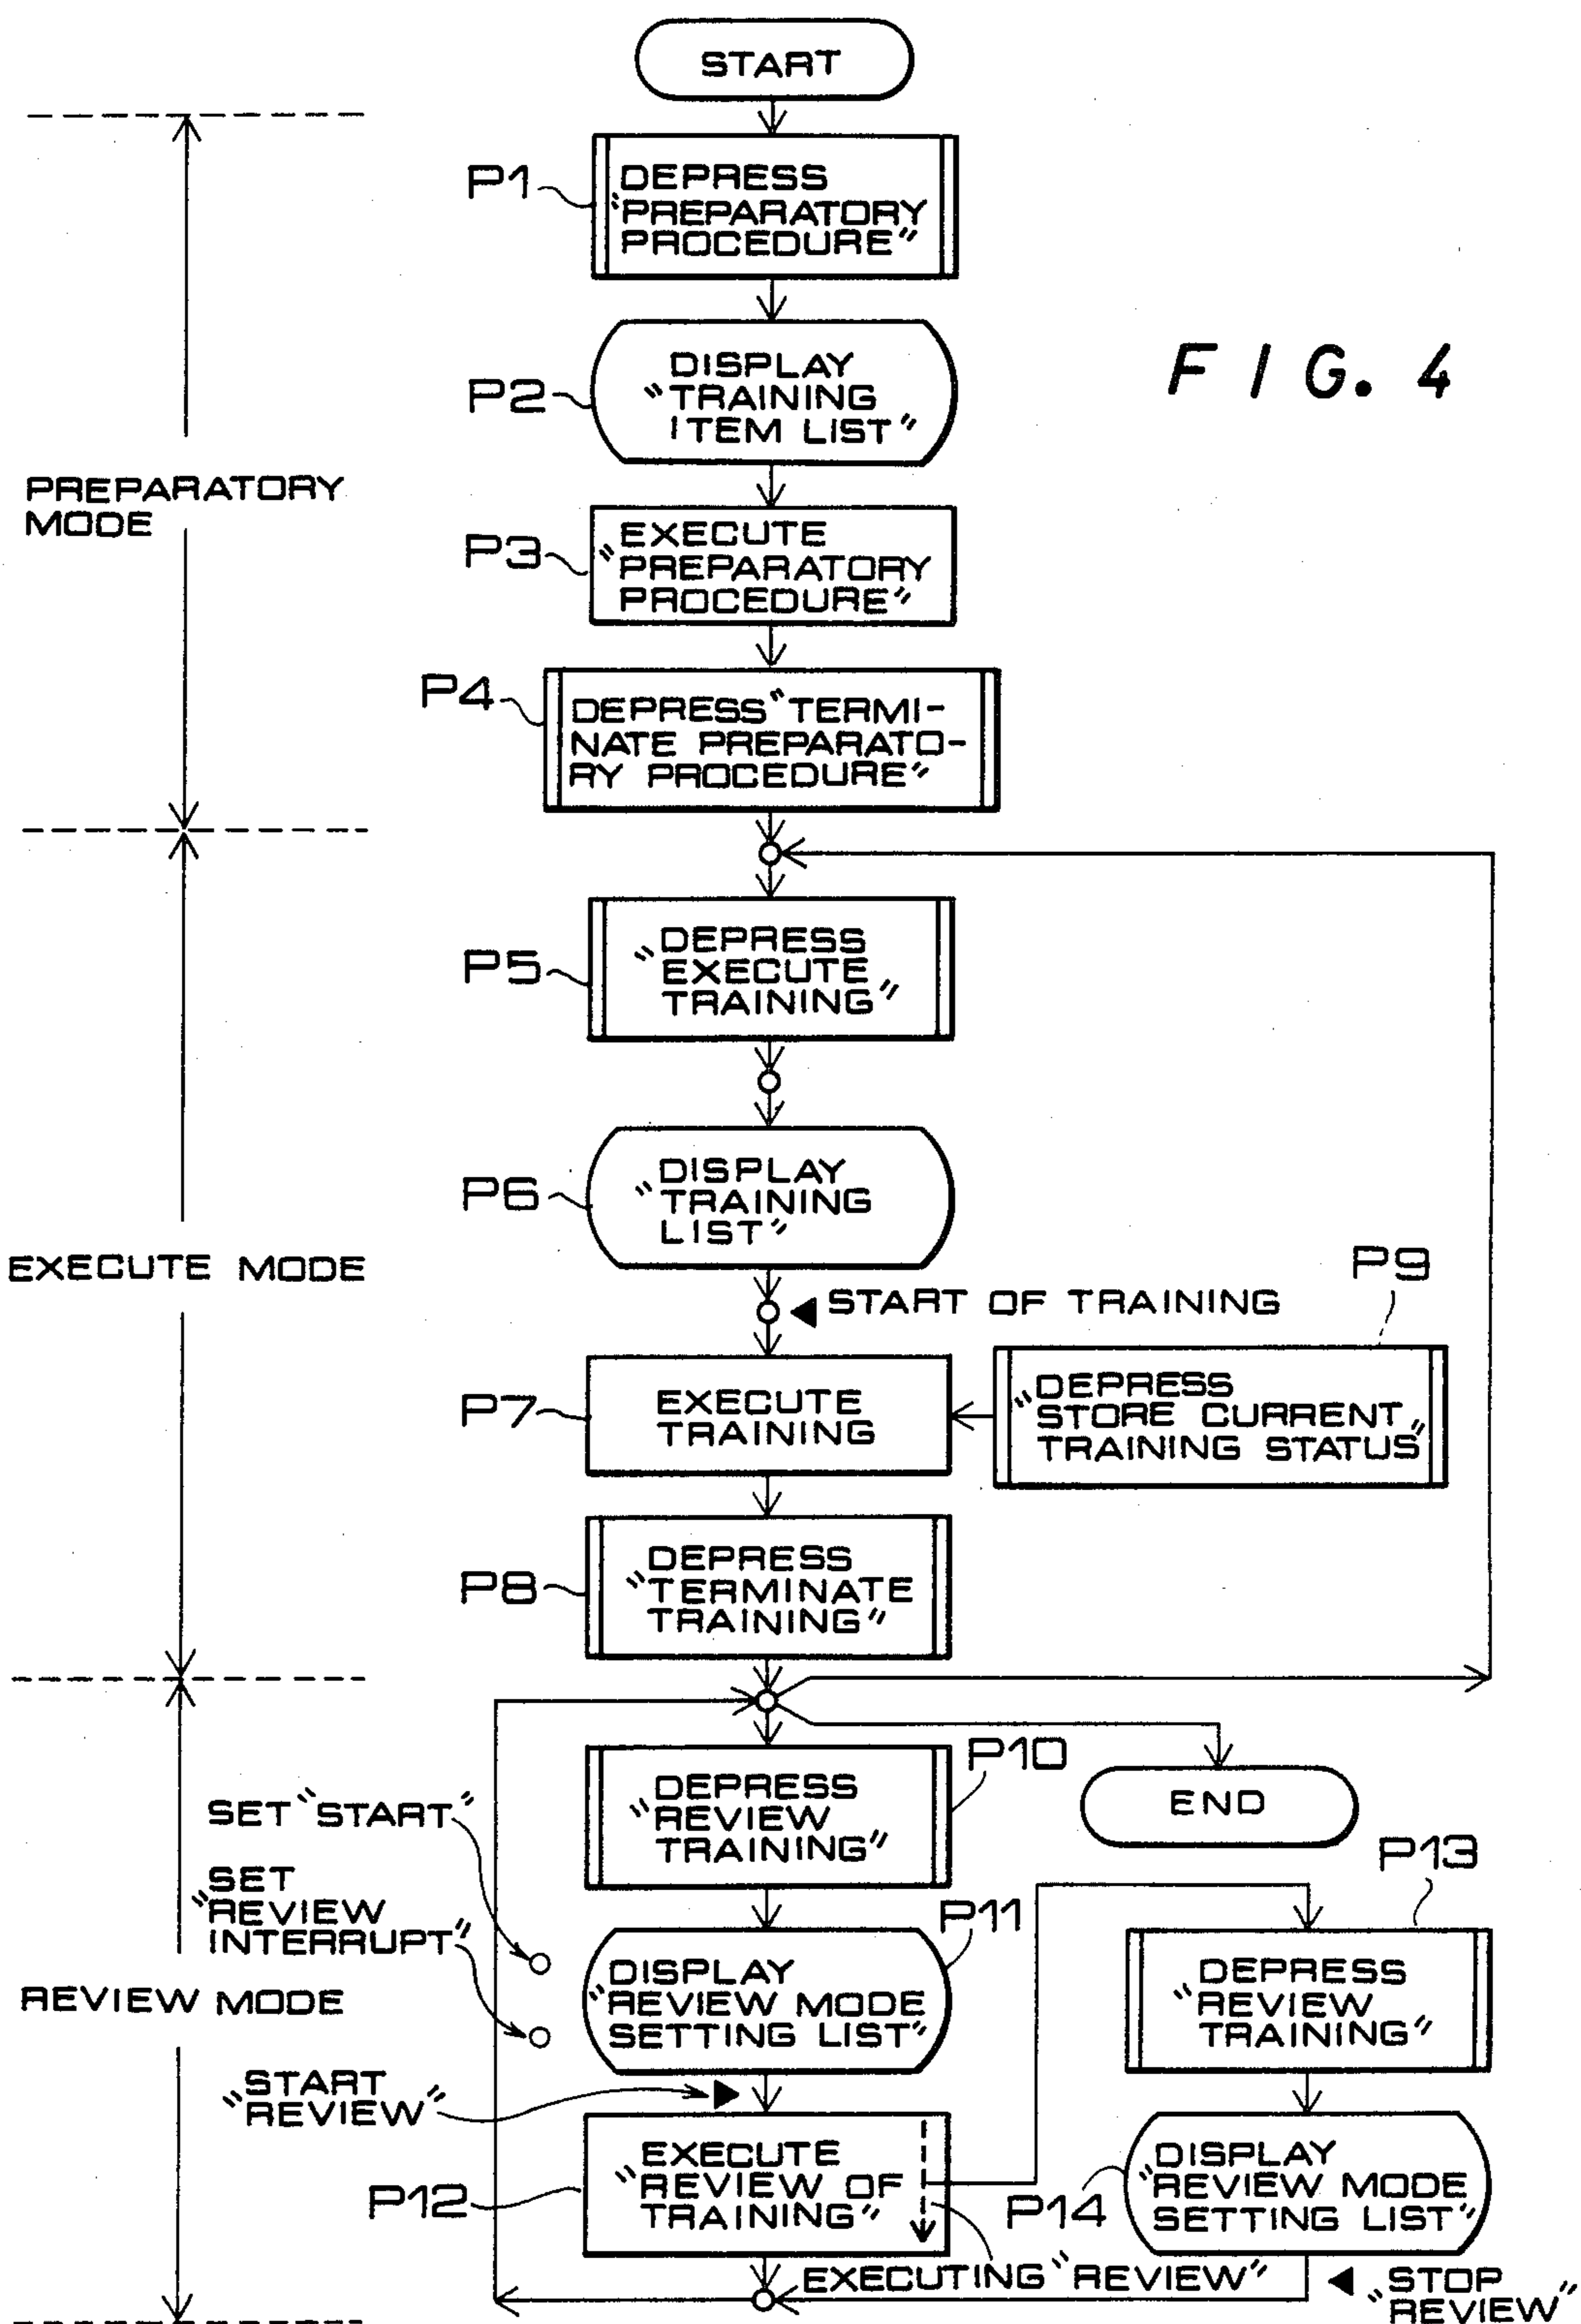 START
P1
DEPRESS
"PREPARATORY
PROCEDURE"
P2
DISPLAY
"TRAINING
ITEM LIST"
FIG. 4
PREPARATORY
MODE
P3
"EXECUTE
PREPARATORY
PROCEDURE"
P4
DEPRESS "TERMI-
NATE PREPARATO-
RY PROCEDURE"
P5
"DEPRESS
EXECUTE
TRAINING"
P6
"DISPLAY
TRAINING
LIST"
EXECUTE MODE
START OF TRAINING
P9
P7
EXECUTE
TRAINING
"DEPRESS
STORE CURRENT
TRAINING STATUS"
P8
DEPRESS
"TERMINATE
TRAINING"
P10
DEPRESS
"REVIEW
TRAINING"
END
SET "START"
"SET
REVIEW
INTERRUPT"
P11
P13
DISPLAY
"REVIEW MODE
SETTING LIST"
DEPRESS
"REVIEW
TRAINING"
REVIEW MODE
"START
REVIEW"
P12
EXECUTE
"REVIEW OF
TRAINING"
P14
DISPLAY
"REVIEW MODE
SETTING LIST"
EXECUTING "REVIEW"
"STOP
REVIEW"